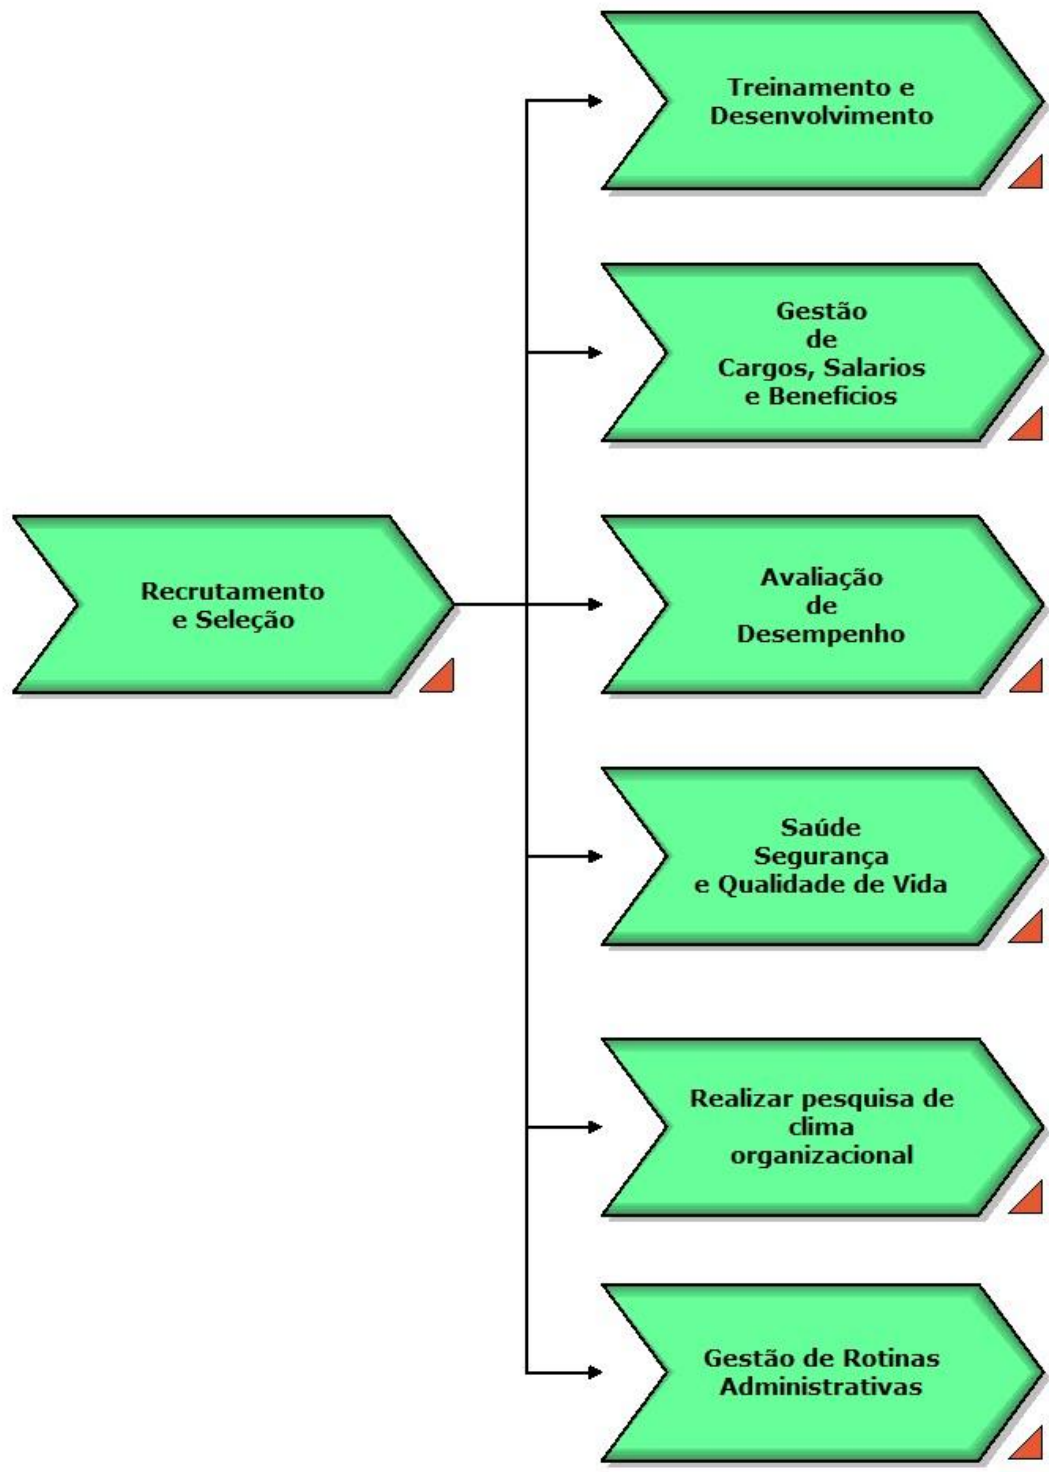 Treinamento e
Desenvolvimento
Gestão
de
Cargos, Salarios
e Beneficios
Recrutamento
e Seleção
Avaliação
de
Desempenho
Saúde
Segurança
e Qualidade de Vida
Realizar pesquisa de
clima
organizacional
Gestão de Rotinas
Administrativas